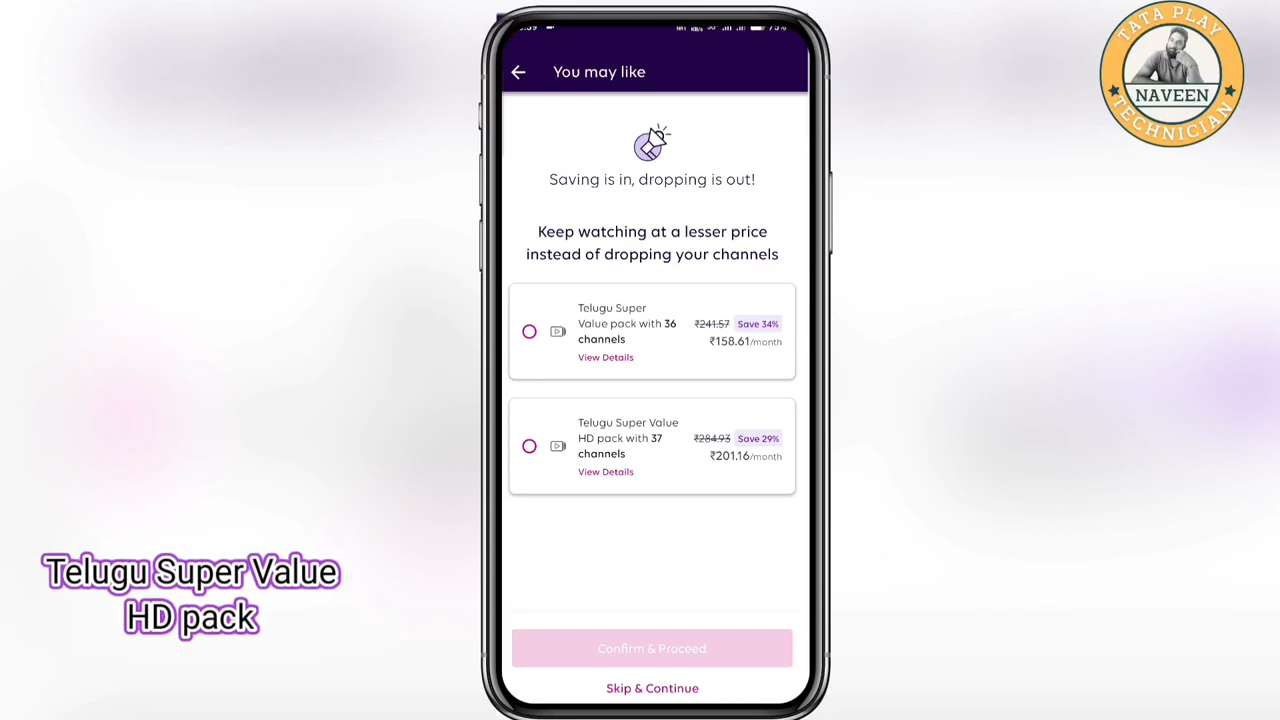 You may like
Saving is in, dropping is out!
Keep watching at a lesser price
instead of dropping your channels
Telugu Super
Value pack with 36
channels
View Details
₹241.57 Save 34%
₹158.61/month
Telugu Super Value
HD pack with 37
channels
View Details
₹284.93 Save 29%
₹201.16/month
Confirm & Proceed
Skip & Continue
Telugu Super Value
HD pack
TATA PLAY
NAVEEN
TECHNICIAN